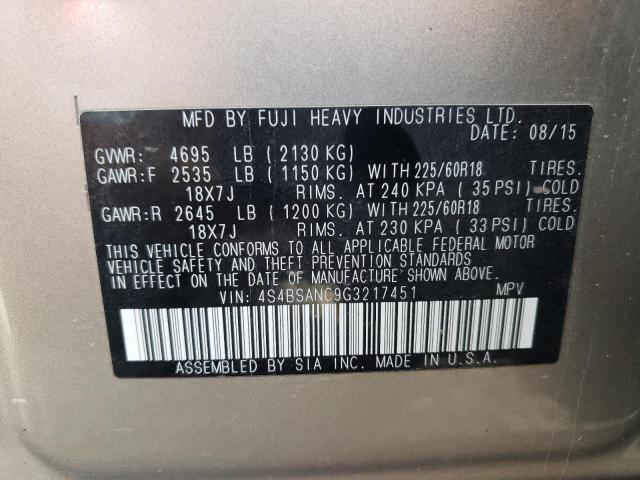 MFD BY FUJI HEAVY INDUSTRIES LTD.
DATE: 08/15
GVWR: 4695 LB ( 2130 KG)
GAWR:F 2535 LB ( 1150 KG) WITH 225/60R18 TIRES.
18X7J RIMS. AT 240 KPA ( 35 PSI) COLD
GAWR:R 2645 LB ( 1200 KG) WITH 225/60R18 TIRES.
18X7J RIMS. AT 230 KPA ( 33 PSI) COLD
THIS VEHICLE CONFORMS TO ALL APPLICABLE FEDERAL MOTOR
VEHICLE SAFETY AND THEFT PREVENTION STANDARDS
IN EFFECT ON THE DATE OF MANUFACTURE SHOWN ABOVE.
VIN: 4S4BSANC9G3217451 MPV
ASSEMBLED BY SIA INC. MADE IN U.S.A.